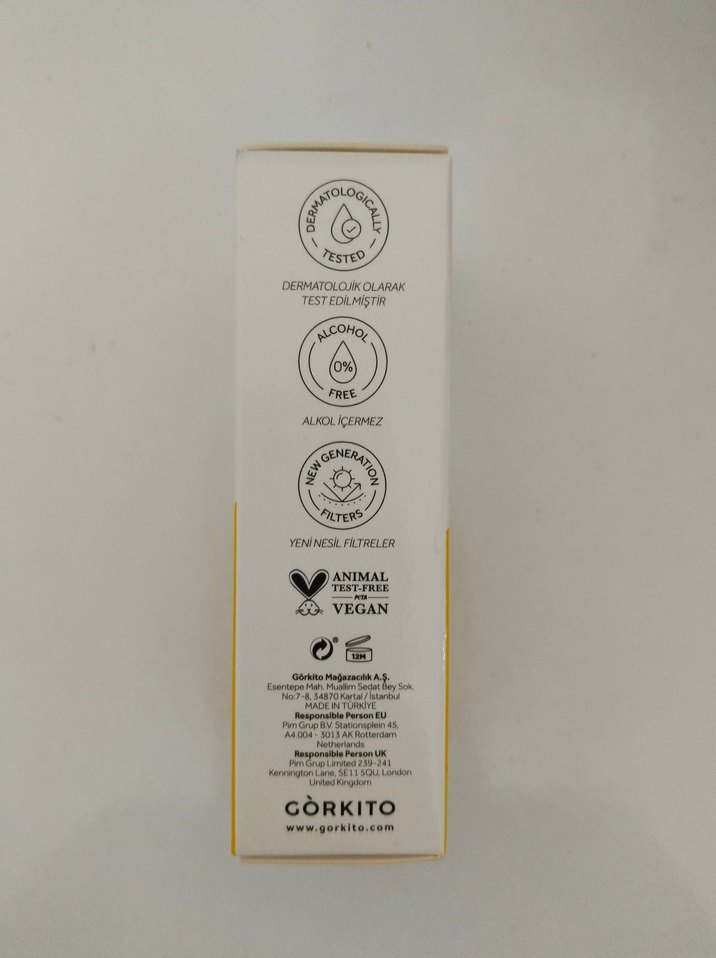 DERMATOLOGICALLY
TESTED
DERMATOLOJİK OLARAK
TEST EDİLMİŞTİR
ALCOHOL
0%
FREE
ALKOL İÇERMEZ
NEW GENERATION
FILTERS
YENİ NESİL FİLTRELER
ANIMAL
TEST-FREE
PETA
VEGAN
®
12M
Görkito Mağazacılık A.Ş.
Esentepe Mah. Muallim Sedat Bey Sok.
No:7-8, 34870 Kartal / İstanbul
MADE IN TÜRKİYE
Responsible Person EU
Pim Grup B.V. Stationsplein 45,
A4.004 - 3013 AK Rotterdam
Netherlands
Responsible Person UK
Pim Grup Limited 239-241
Kennington Lane, SE11 5QU, London
United Kingdom
GÒRKITO
www.gorkito.com